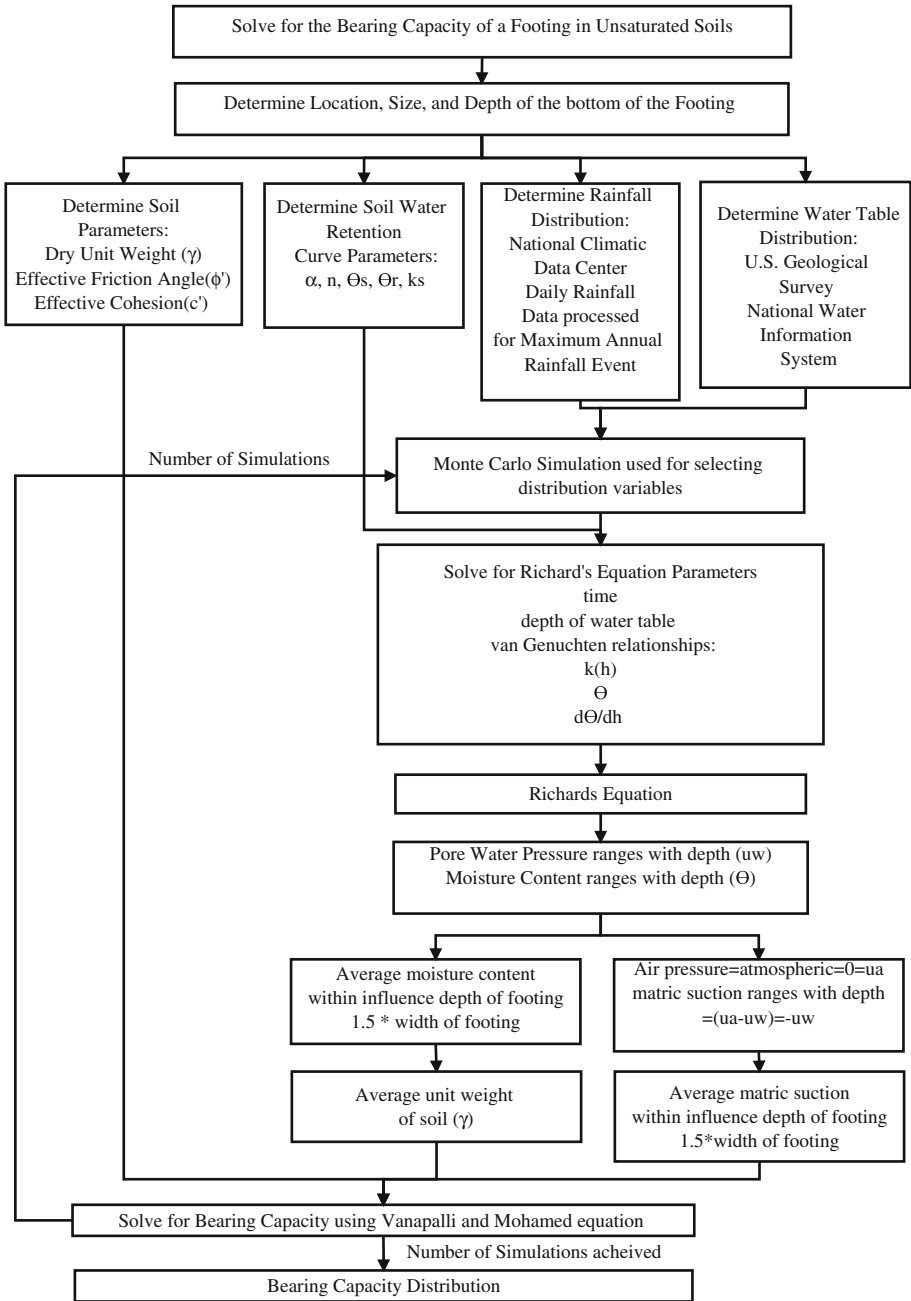 Solve for the Bearing Capacity of a Footing in Unsaturated Soils
Determine Location, Size, and Depth of the bottom of the Footing
Determine Soil
Parameters:
Dry Unit Weight (γ)
Effective Friction Angle(ϕ')
Effective Cohesion(c')
Determine Soil Water
Retention
Curve Parameters:
α, n, ϴs, ϴr, ks
Determine Rainfall
Distribution:
National Climatic
Data Center
Daily Rainfall
Data processed
for Maximum Annual
Rainfall Event
Determine Water Table
Distribution:
U.S. Geological
Survey
National Water
Information
System
Number of Simulations
Monte Carlo Simulation used for selecting
distribution variables
Solve for Richard's Equation Parameters
time
depth of water table
van Genuchten relationships:
k(h)
ϴ
dϴ/dh
Richards Equation
Pore Water Pressure ranges with depth (uw)
Moisture Content ranges with depth (ϴ)
Average moisture content
within influence depth of footing
1.5 * width of footing
Air pressure=atmospheric=0=ua
matric suction ranges with depth
=(ua-uw)=-uw
Average unit weight
of soil (γ)
Average matric suction
within influence depth of footing
1.5*width of footing
Solve for Bearing Capacity using Vanapalli and Mohamed equation
Number of Simulations acheived
Bearing Capacity Distribution